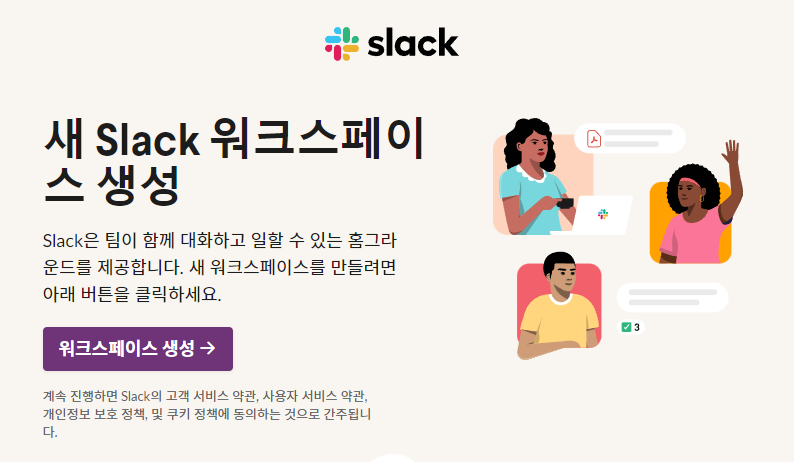 slack
새 Slack 워크스페이
스 생성
Slack은 팀이 함께 대화하고 일할 수 있는 홈그라
운드를 제공합니다. 새 워크스페이스를 만들려면
아래 버튼을 클릭하세요.
워크스페이스 생성 →
계속 진행하면 Slack의 고객 서비스 약관, 사용자 서비스 약관,
개인정보 보호 정책, 및 쿠키 정책에 동의하는 것으로 간주됩니
다.
3